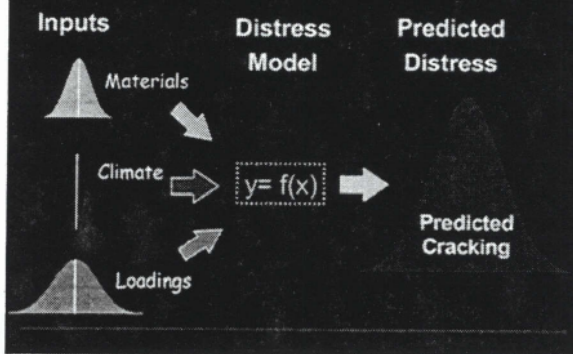 Inputs
Distress
Model
Predicted
Distress
Materials
Climate
y= f(x)
Predicted
Cracking
Loadings